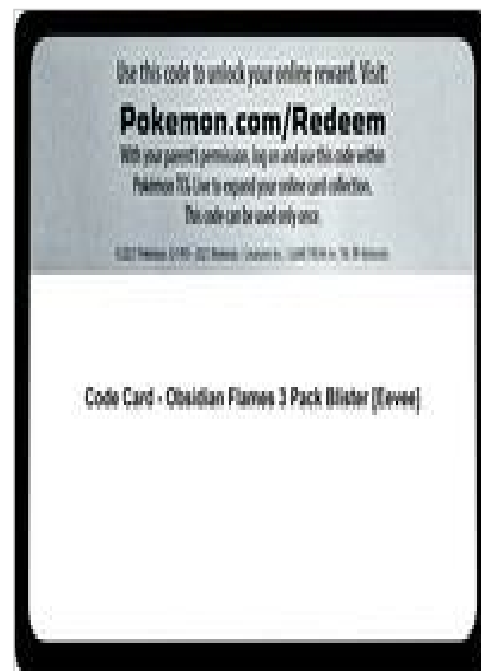 Use this code to unlock your online reward. Visit
Pokemon.com/Redeem
With your parent's permission, log on and use this code within
Pokémon TCG Live to expand your online card collection.
This code can be used only once.
Code Card - Obsidian Flames 3 Pack Blister [Eevee]